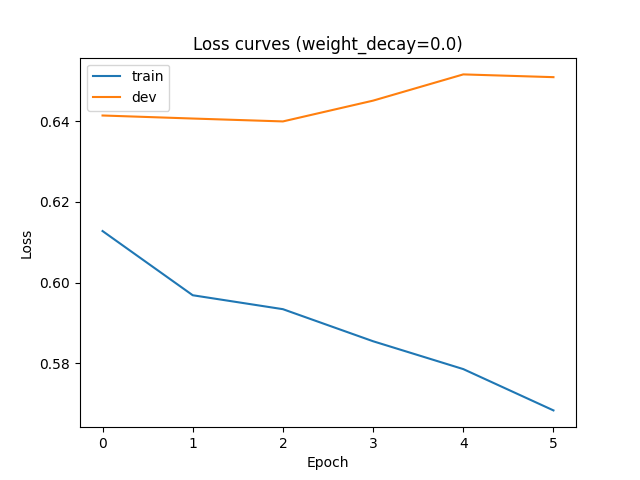 Loss curves (weight_decay=0.0)
train
dev
0.64
0.62
0.60
0.58
Loss
0 1 2 3 4 5
Epoch